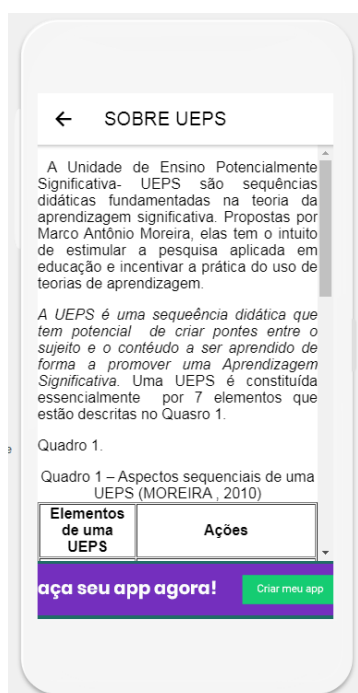 ← SOBRE UEPS
A Unidade de Ensino Potencialmente
Significativa- UEPS são sequências
didáticas fundamentadas na teoria da
aprendizagem significativa. Propostas por
Marco Antônio Moreira, elas tem o intuito
de estimular a pesquisa aplicada em
educação e incentivar a prática do uso de
teorias de aprendizagem.
A UEPS é uma sequeência didática que
tem potencial de criar pontes entre o
sujeito e o contéudo a ser aprendido de
forma a promover uma Aprendizagem
Significativa. Uma UEPS é constituída
essencialmente por 7 elementos que
estão descritas no Quasro 1.
Quadro 1.
Quadro 1 – Aspectos sequenciais de uma
UEPS (MOREIRA , 2010)
Elementos
de uma
UEPS
Ações
aça seu app agora!
Criar meu app
e